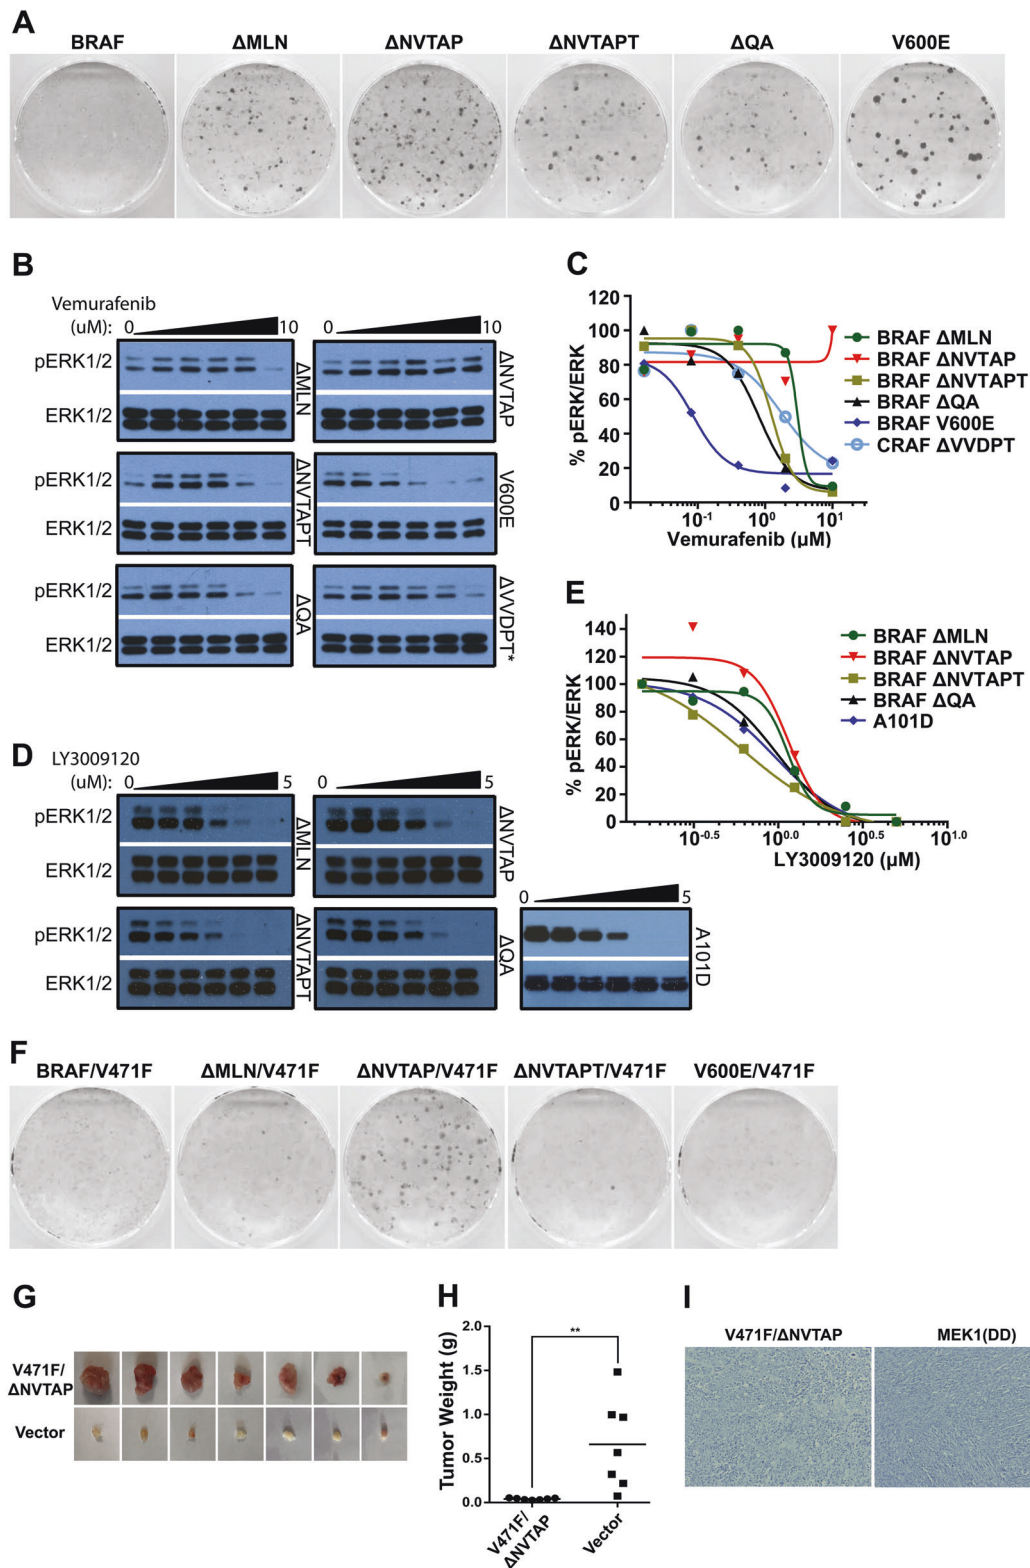 A
BRAF
ΔMLN
ΔNVTAP
ΔNVTAPT
ΔQA
V600E
B
Vemurafenib
(uM):
0
10
0
10
pERK1/2
ERK1/2
ΔMLN
ΔNVTAP
pERK1/2
ERK1/2
ΔNVTAPT
V600E
pERK1/2
ERK1/2
ΔQA
ΔVVDPT*
C
% pERK/ERK
120
100
80
60
40
20
0
10⁻¹
10⁰
10¹
Vemurafenib (μM)
BRAF ΔMLN
BRAF ΔNVTAP
BRAF ΔNVTAPT
BRAF ΔQA
BRAF V600E
CRAF ΔVVDPT
D
LY3009120
(uM):
0
5
0
5
pERK1/2
ERK1/2
ΔMLN
ΔNVTAP
pERK1/2
ERK1/2
ΔNVTAPT
ΔQA
0
5
A101D
E
% pERK/ERK
140
120
100
80
60
40
20
0
10⁻⁰·⁵
10⁰·⁰
10⁰·⁵
10¹·⁰
LY3009120 (μM)
BRAF ΔMLN
BRAF ΔNVTAP
BRAF ΔNVTAPT
BRAF ΔQA
A101D
F
BRAF/V471F
ΔMLN/V471F
ΔNVTAP/V471F
ΔNVTAPT/V471F
V600E/V471F
G
V471F/
ΔNVTAP
Vector
H
Tumor Weight (g)
2.0
1.5
1.0
0.5
0.0
**
V471F/
ΔNVTAP
Vector
I
V471F/ΔNVTAP
MEK1(DD)